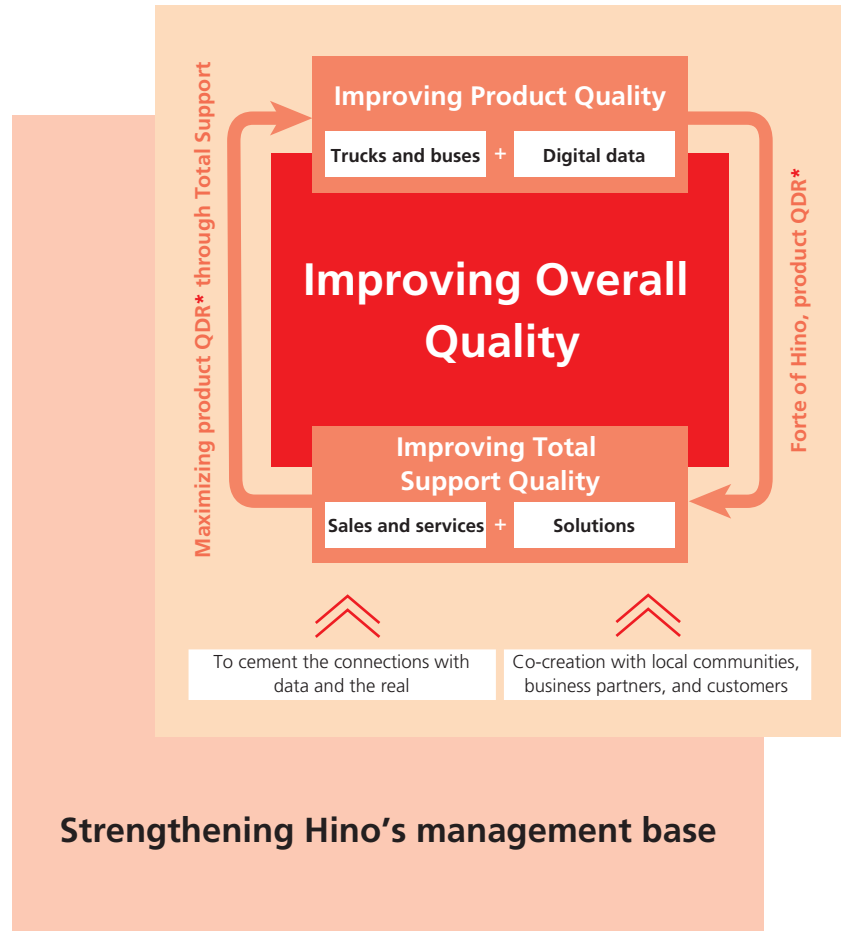 Improving Product Quality
Trucks and buses + Digital data
Maximizing product QDR* through Total Support
Forte of Hino, product QDR*
Improving Overall
Quality
Improving Total
Support Quality
Sales and services + Solutions
To cement the connections with
data and the real
Co-creation with local communities,
business partners, and customers
Strengthening Hino’s management base